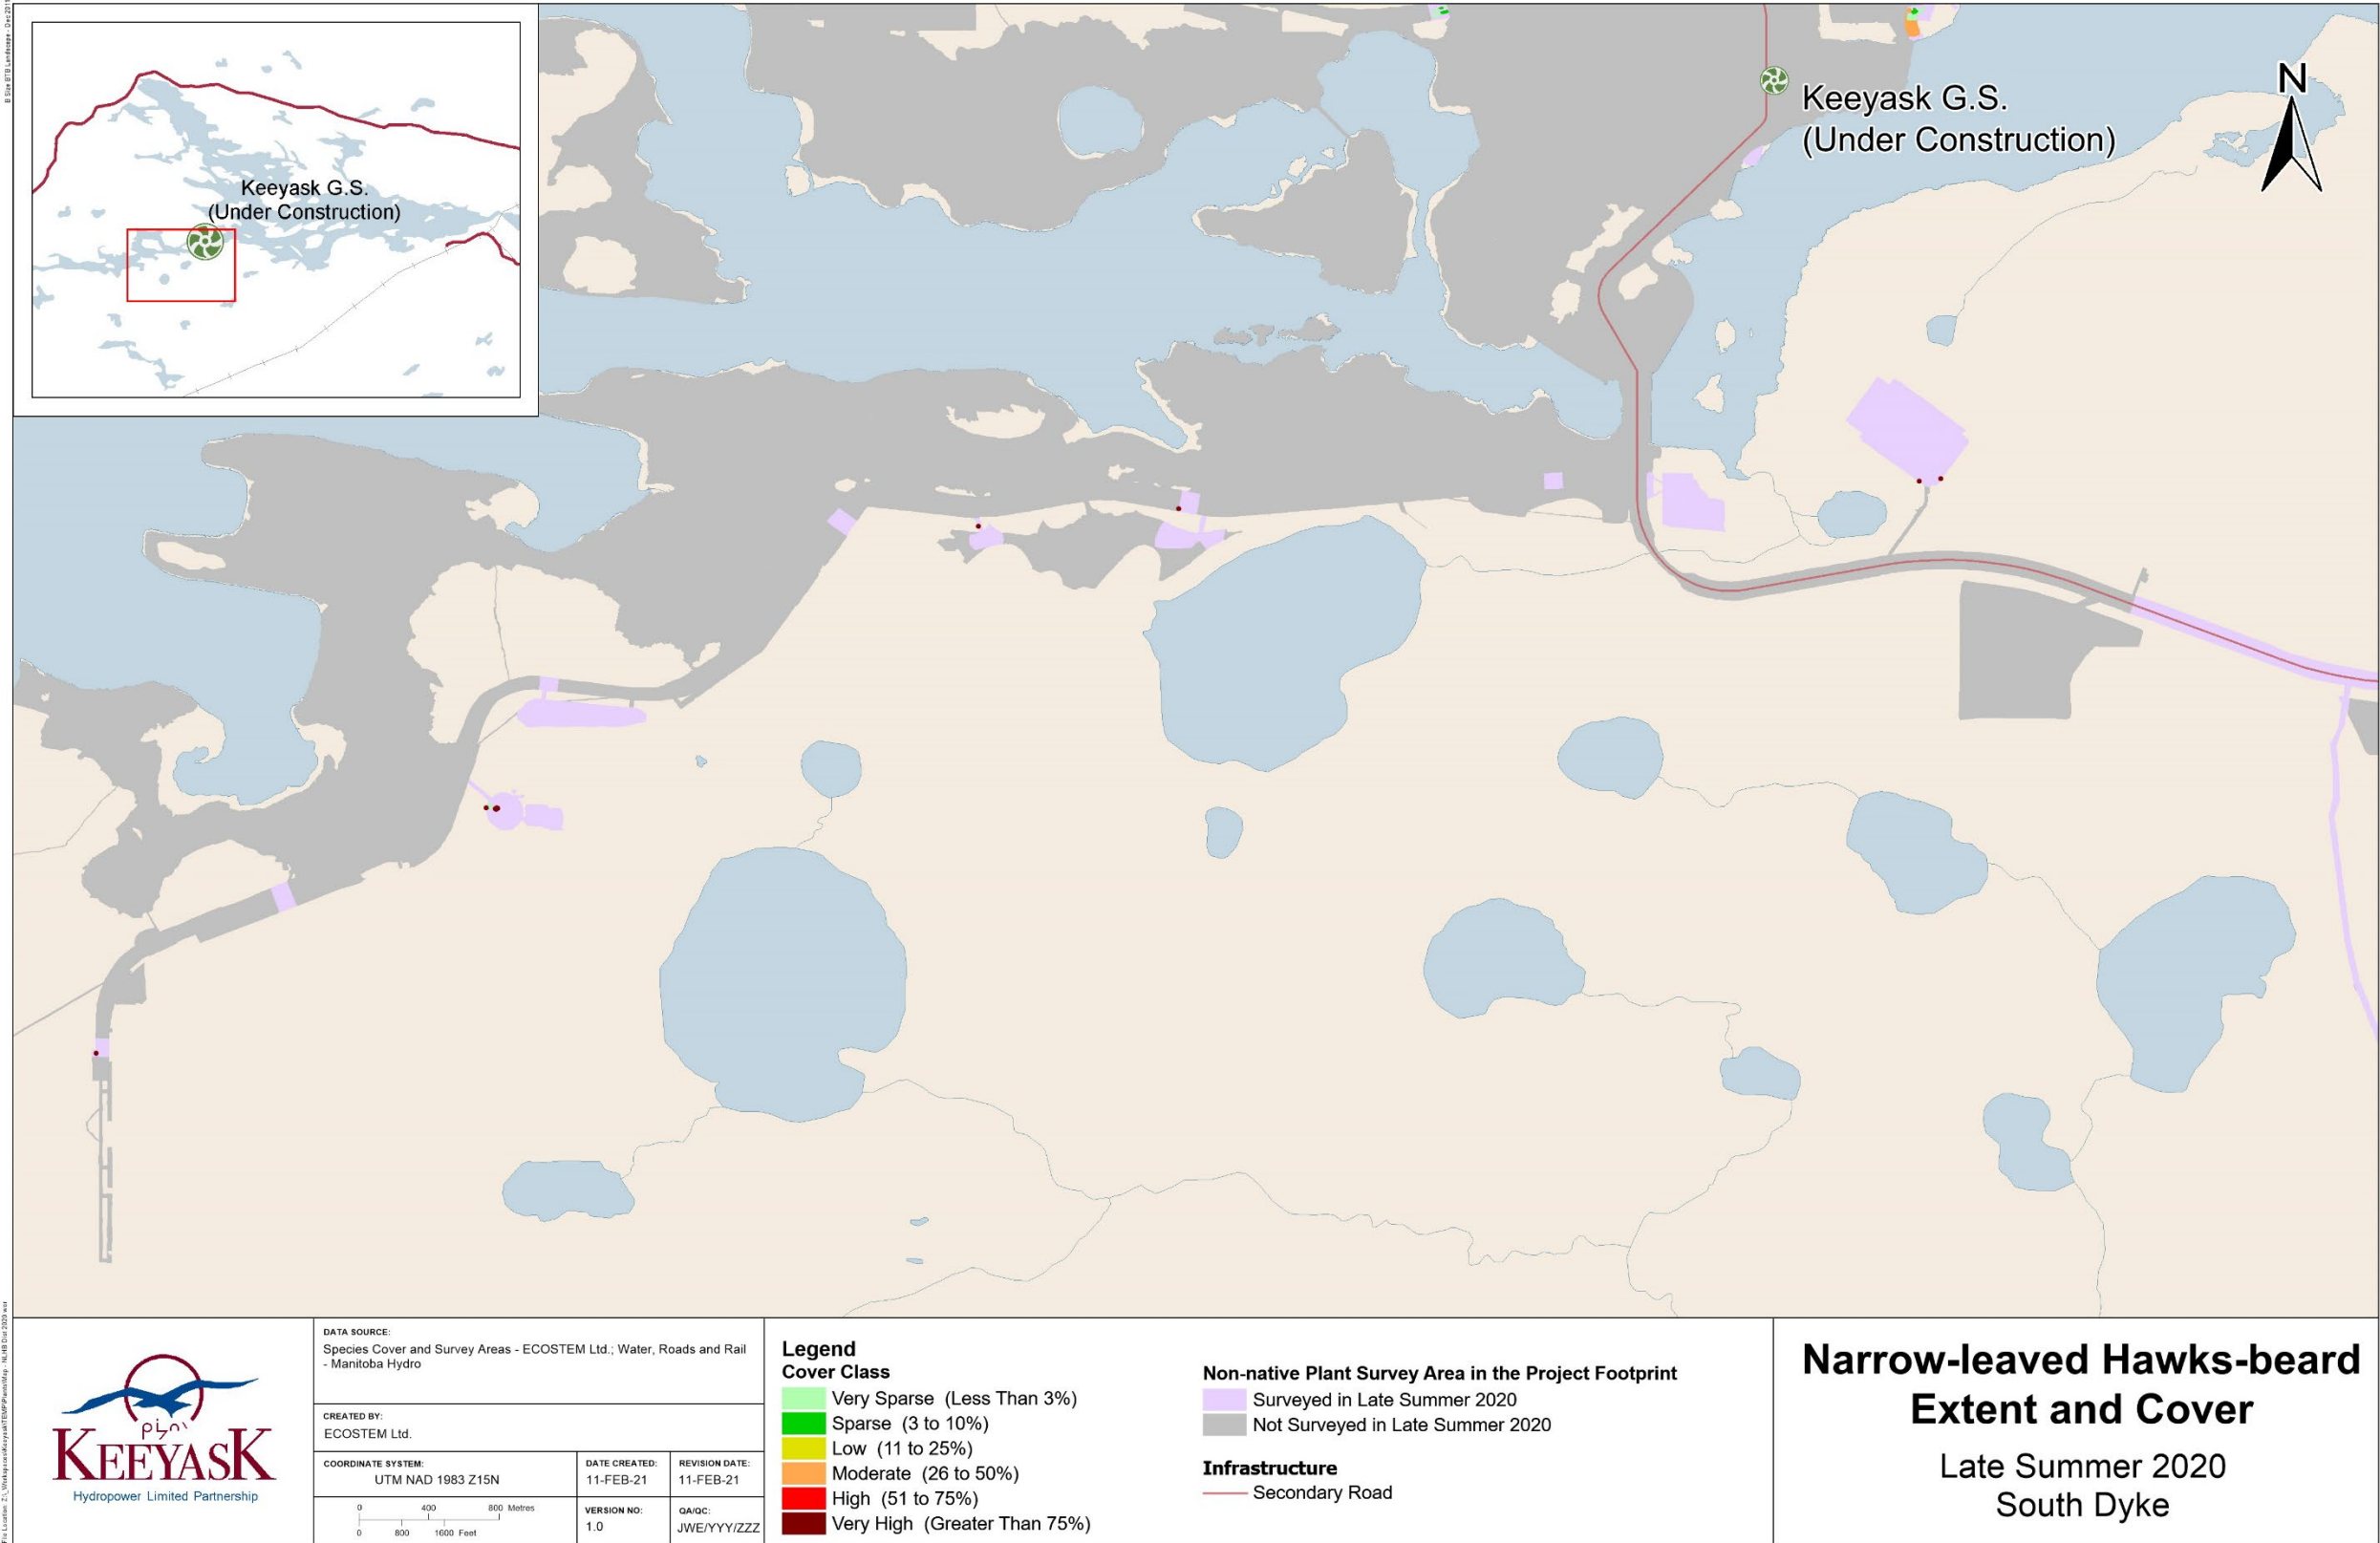 Keeyask G.S.
(Under Construction)
Keeyask G.S.
(Under Construction)
N
KEEYASK
Hydropower Limited Partnership
DATA SOURCE:
Species Cover and Survey Areas - ECOSTEM Ltd.; Water, Roads and Rail
- Manitoba Hydro
CREATED BY:
ECOSTEM Ltd.
COORDINATE SYSTEM:
UTM NAD 1983 Z15N
DATE CREATED:
11-FEB-21
REVISION DATE:
11-FEB-21
0 400 800 Metres
0 800 1600 Feet
VERSION NO:
1.0
QA/QC:
JWE/YYY/ZZZ
Legend
Cover Class
Very Sparse (Less Than 3%)
Sparse (3 to 10%)
Low (11 to 25%)
Moderate (26 to 50%)
High (51 to 75%)
Very High (Greater Than 75%)
Non-native Plant Survey Area in the Project Footprint
Surveyed in Late Summer 2020
Not Surveyed in Late Summer 2020
Infrastructure
Secondary Road
Narrow-leaved Hawks-beard
Extent and Cover
Late Summer 2020
South Dyke